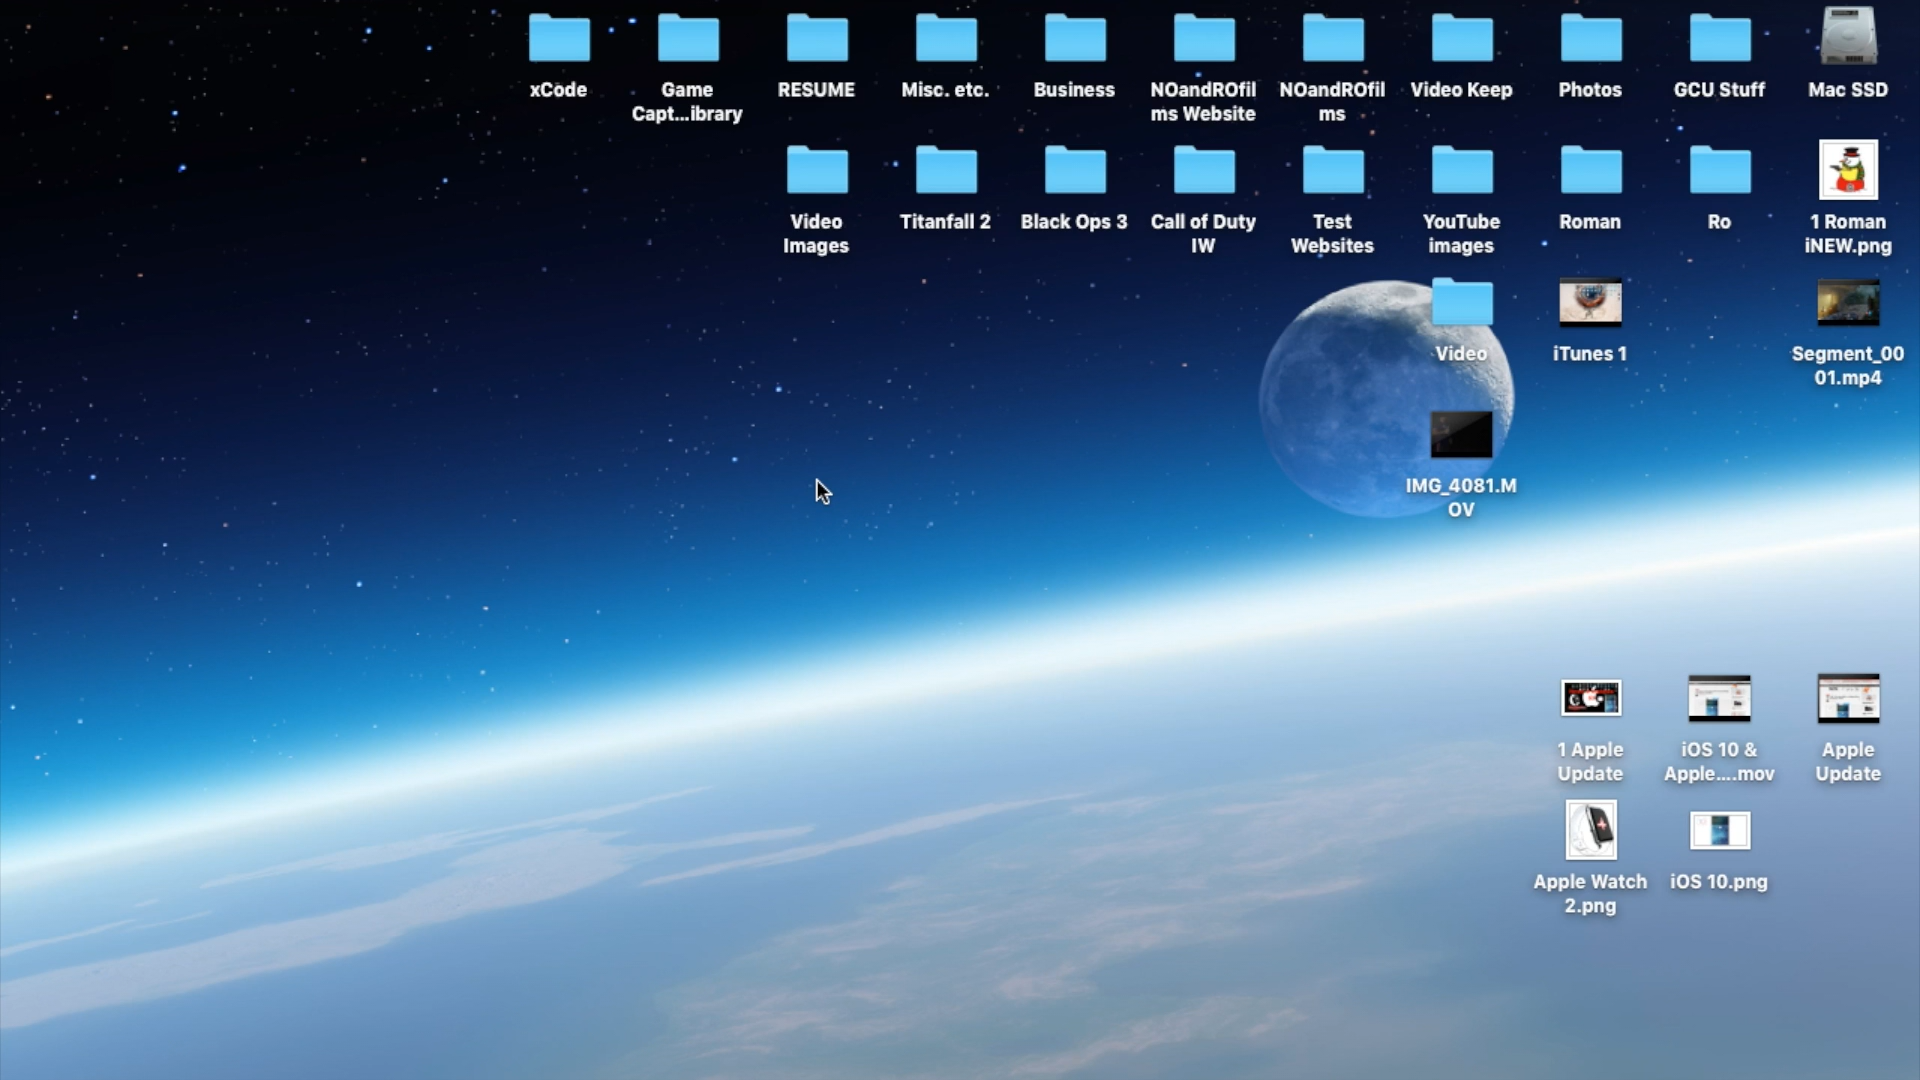 xCode
Game
Capt...ibrary
RESUME
Misc. etc.
Business
NOandROfil
ms Website
NOandROfil
ms
Video Keep
Photos
GCU Stuff
Mac SSD
Video
Images
Titanfall 2
Black Ops 3
Call of Duty
IW
Test
Websites
YouTube
images
Roman
Ro
1 Roman
iNEW.png
Video
iTunes 1
Segment_00
01.mp4
IMG_4081.M
OV
1 Apple
Update
iOS 10 &
Apple....mov
Apple
Update
Apple Watch
2.png
iOS 10.png